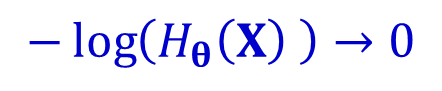 − log(H_𝛉(𝐗) ) → 0